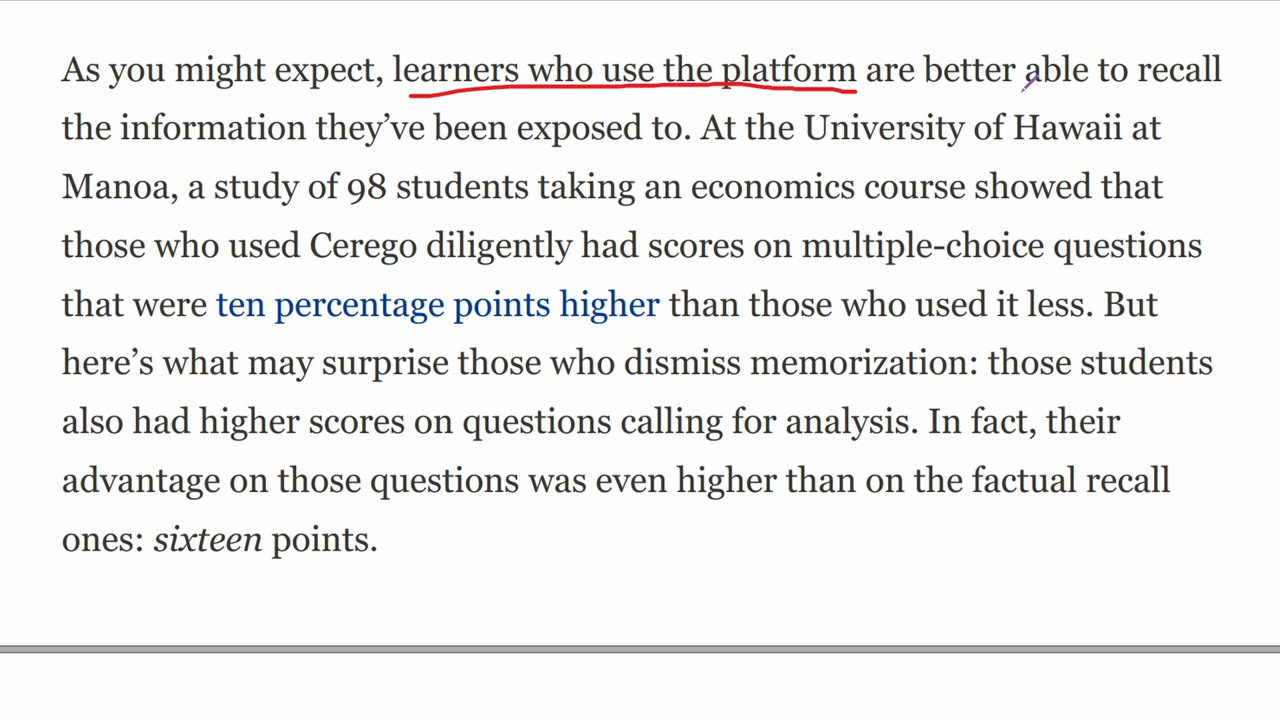 As you might expect, learners who use the platform are better able to recall
the information they’ve been exposed to. At the University of Hawaii at
Manoa, a study of 98 students taking an economics course showed that
those who used Cerego diligently had scores on multiple-choice questions
that were ten percentage points higher than those who used it less. But
here’s what may surprise those who dismiss memorization: those students
also had higher scores on questions calling for analysis. In fact, their
advantage on those questions was even higher than on the factual recall
ones: sixteen points.